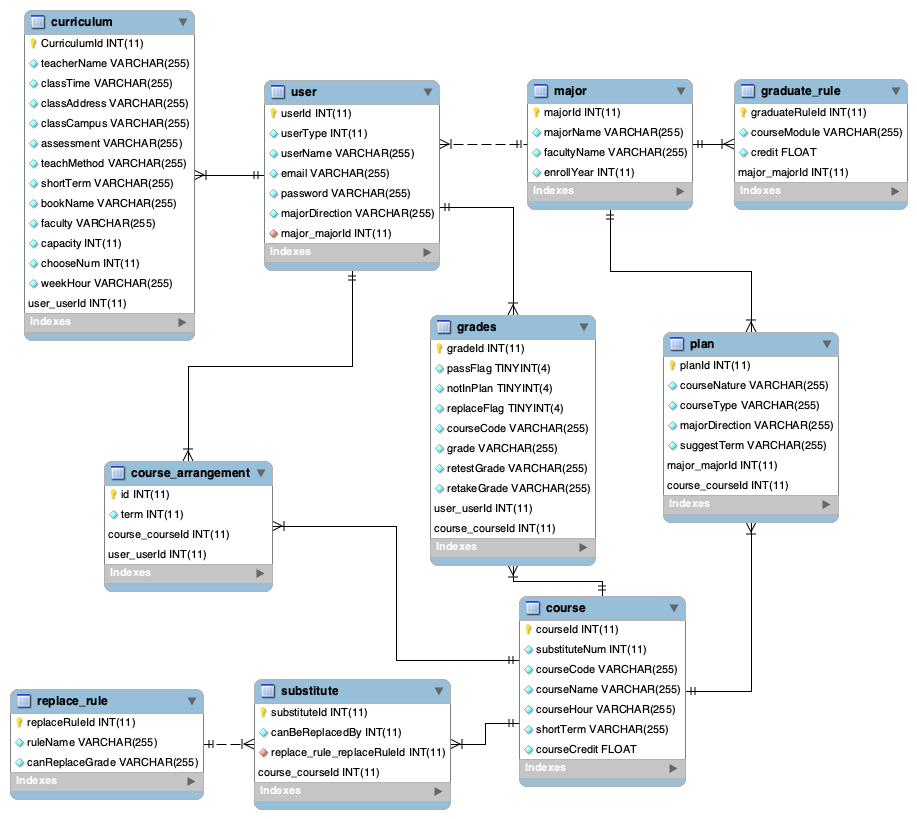 curriculum
CurriculumId INT(11)
teacherName VARCHAR(255)
classTime VARCHAR(255)
classAddress VARCHAR(255)
classCampus VARCHAR(255)
assessment VARCHAR(255)
teachMethod VARCHAR(255)
shortTerm VARCHAR(255)
bookName VARCHAR(255)
faculty VARCHAR(255)
capacity INT(11)
chooseNum INT(11)
weekHour VARCHAR(255)
user_userId INT(11)
Indexes
user
userId INT(11)
userType INT(11)
userName VARCHAR(255)
email VARCHAR(255)
password VARCHAR(255)
majorDirection VARCHAR(255)
major_majorId INT(11)
Indexes
major
majorId INT(11)
majorName VARCHAR(255)
facultyName VARCHAR(255)
enrollYear INT(11)
Indexes
graduate_rule
graduateRuleId INT(11)
courseModule VARCHAR(255)
credit FLOAT
major_majorId INT(11)
Indexes
grades
gradeId INT(11)
passFlag TINYINT(4)
notInPlan TINYINT(4)
replaceFlag TINYINT(4)
courseCode VARCHAR(255)
grade VARCHAR(255)
retestGrade VARCHAR(255)
retakeGrade VARCHAR(255)
user_userId INT(11)
course_courseId INT(11)
Indexes
plan
planId INT(11)
courseNature VARCHAR(255)
courseType VARCHAR(255)
majorDirection VARCHAR(255)
suggestTerm VARCHAR(255)
major_majorId INT(11)
course_courseId INT(11)
Indexes
course_arrangement
id INT(11)
term INT(11)
course_courseId INT(11)
user_userId INT(11)
Indexes
course
courseId INT(11)
substituteNum INT(11)
courseCode VARCHAR(255)
courseName VARCHAR(255)
courseHour VARCHAR(255)
shortTerm VARCHAR(255)
courseCredit FLOAT
Indexes
replace_rule
replaceRuleId INT(11)
ruleName VARCHAR(255)
canReplaceGrade VARCHAR(255)
Indexes
substitute
substituteId INT(11)
canBeReplacedBy INT(11)
replace_rule_replaceRuleId INT(11)
course_courseId INT(11)
Indexes